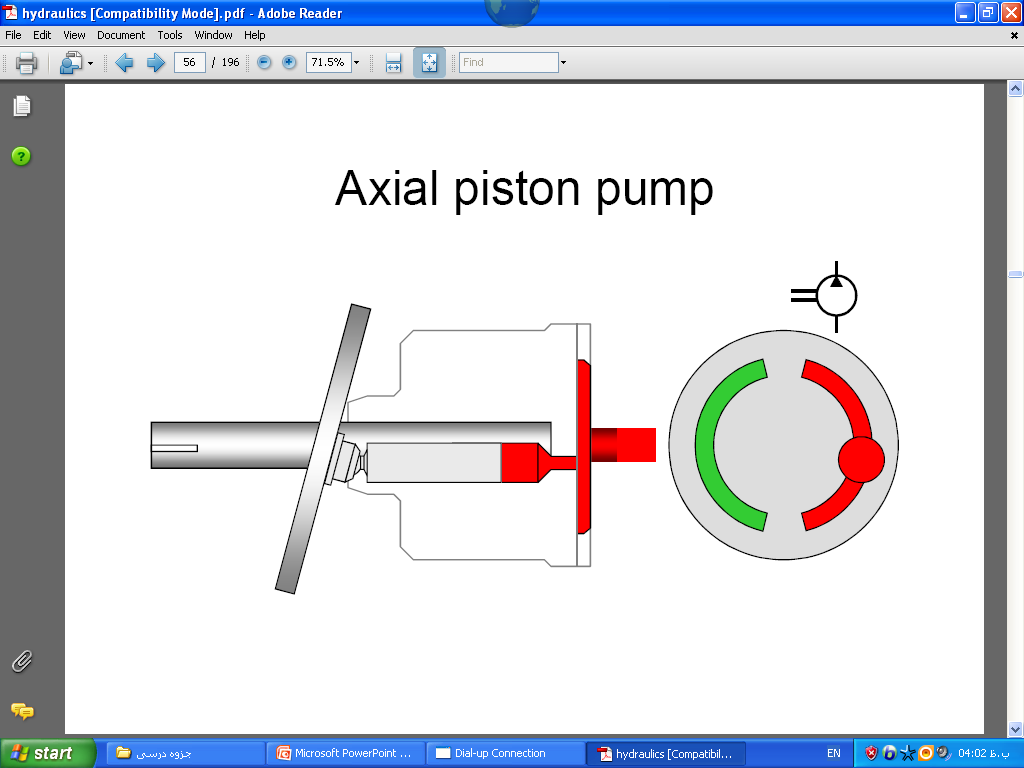 hydraulics [Compatibility Mode].pdf - Adobe Reader
File Edit View Document Tools Window Help
56 / 196 71.5% Find
Axial piston pump
start جزوه درسی Microsoft PowerPoint ... Dial-up Connection hydraulics [Compatibil... EN 04:02 ب.ظ